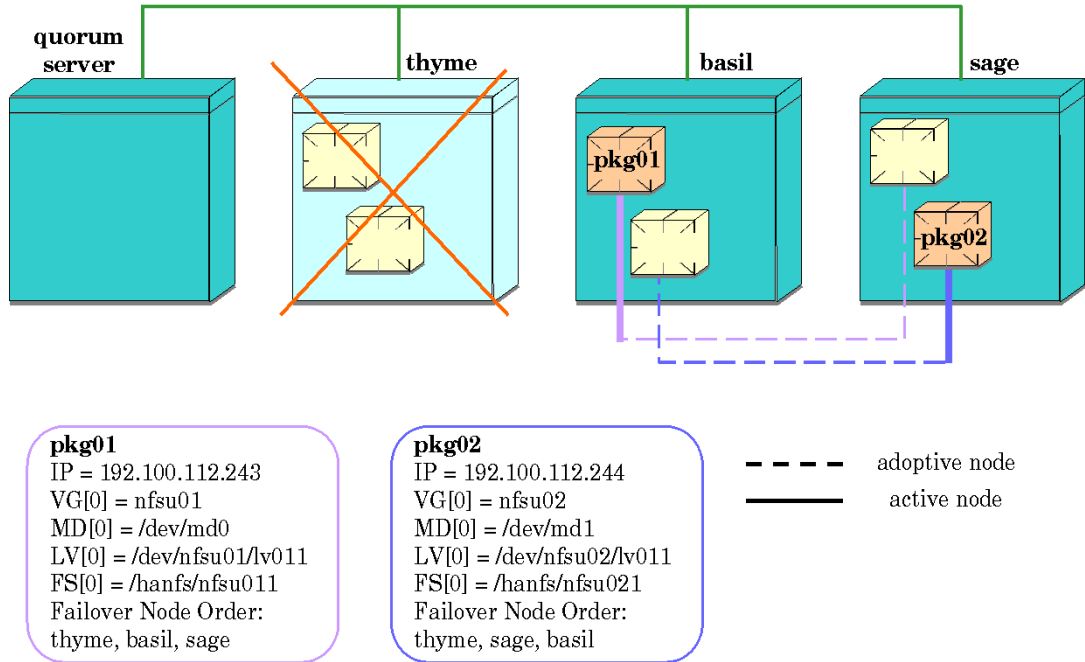 quorum
server
thyme
basil
sage
pkg01
pkg02
pkg01
IP = 192.100.112.243
VG[0] = nfsu01
MD[0] = /dev/md0
LV[0] = /dev/nfsu01/lv011
FS[0] = /hanfs/nfsu011
Failover Node Order:
thyme, basil, sage
pkg02
IP = 192.100.112.244
VG[0] = nfsu02
MD[0] = /dev/md1
LV[0] = /dev/nfsu02/lv011
FS[0] = /hanfs/nfsu021
Failover Node Order:
thyme, sage, basil
adoptive node
active node